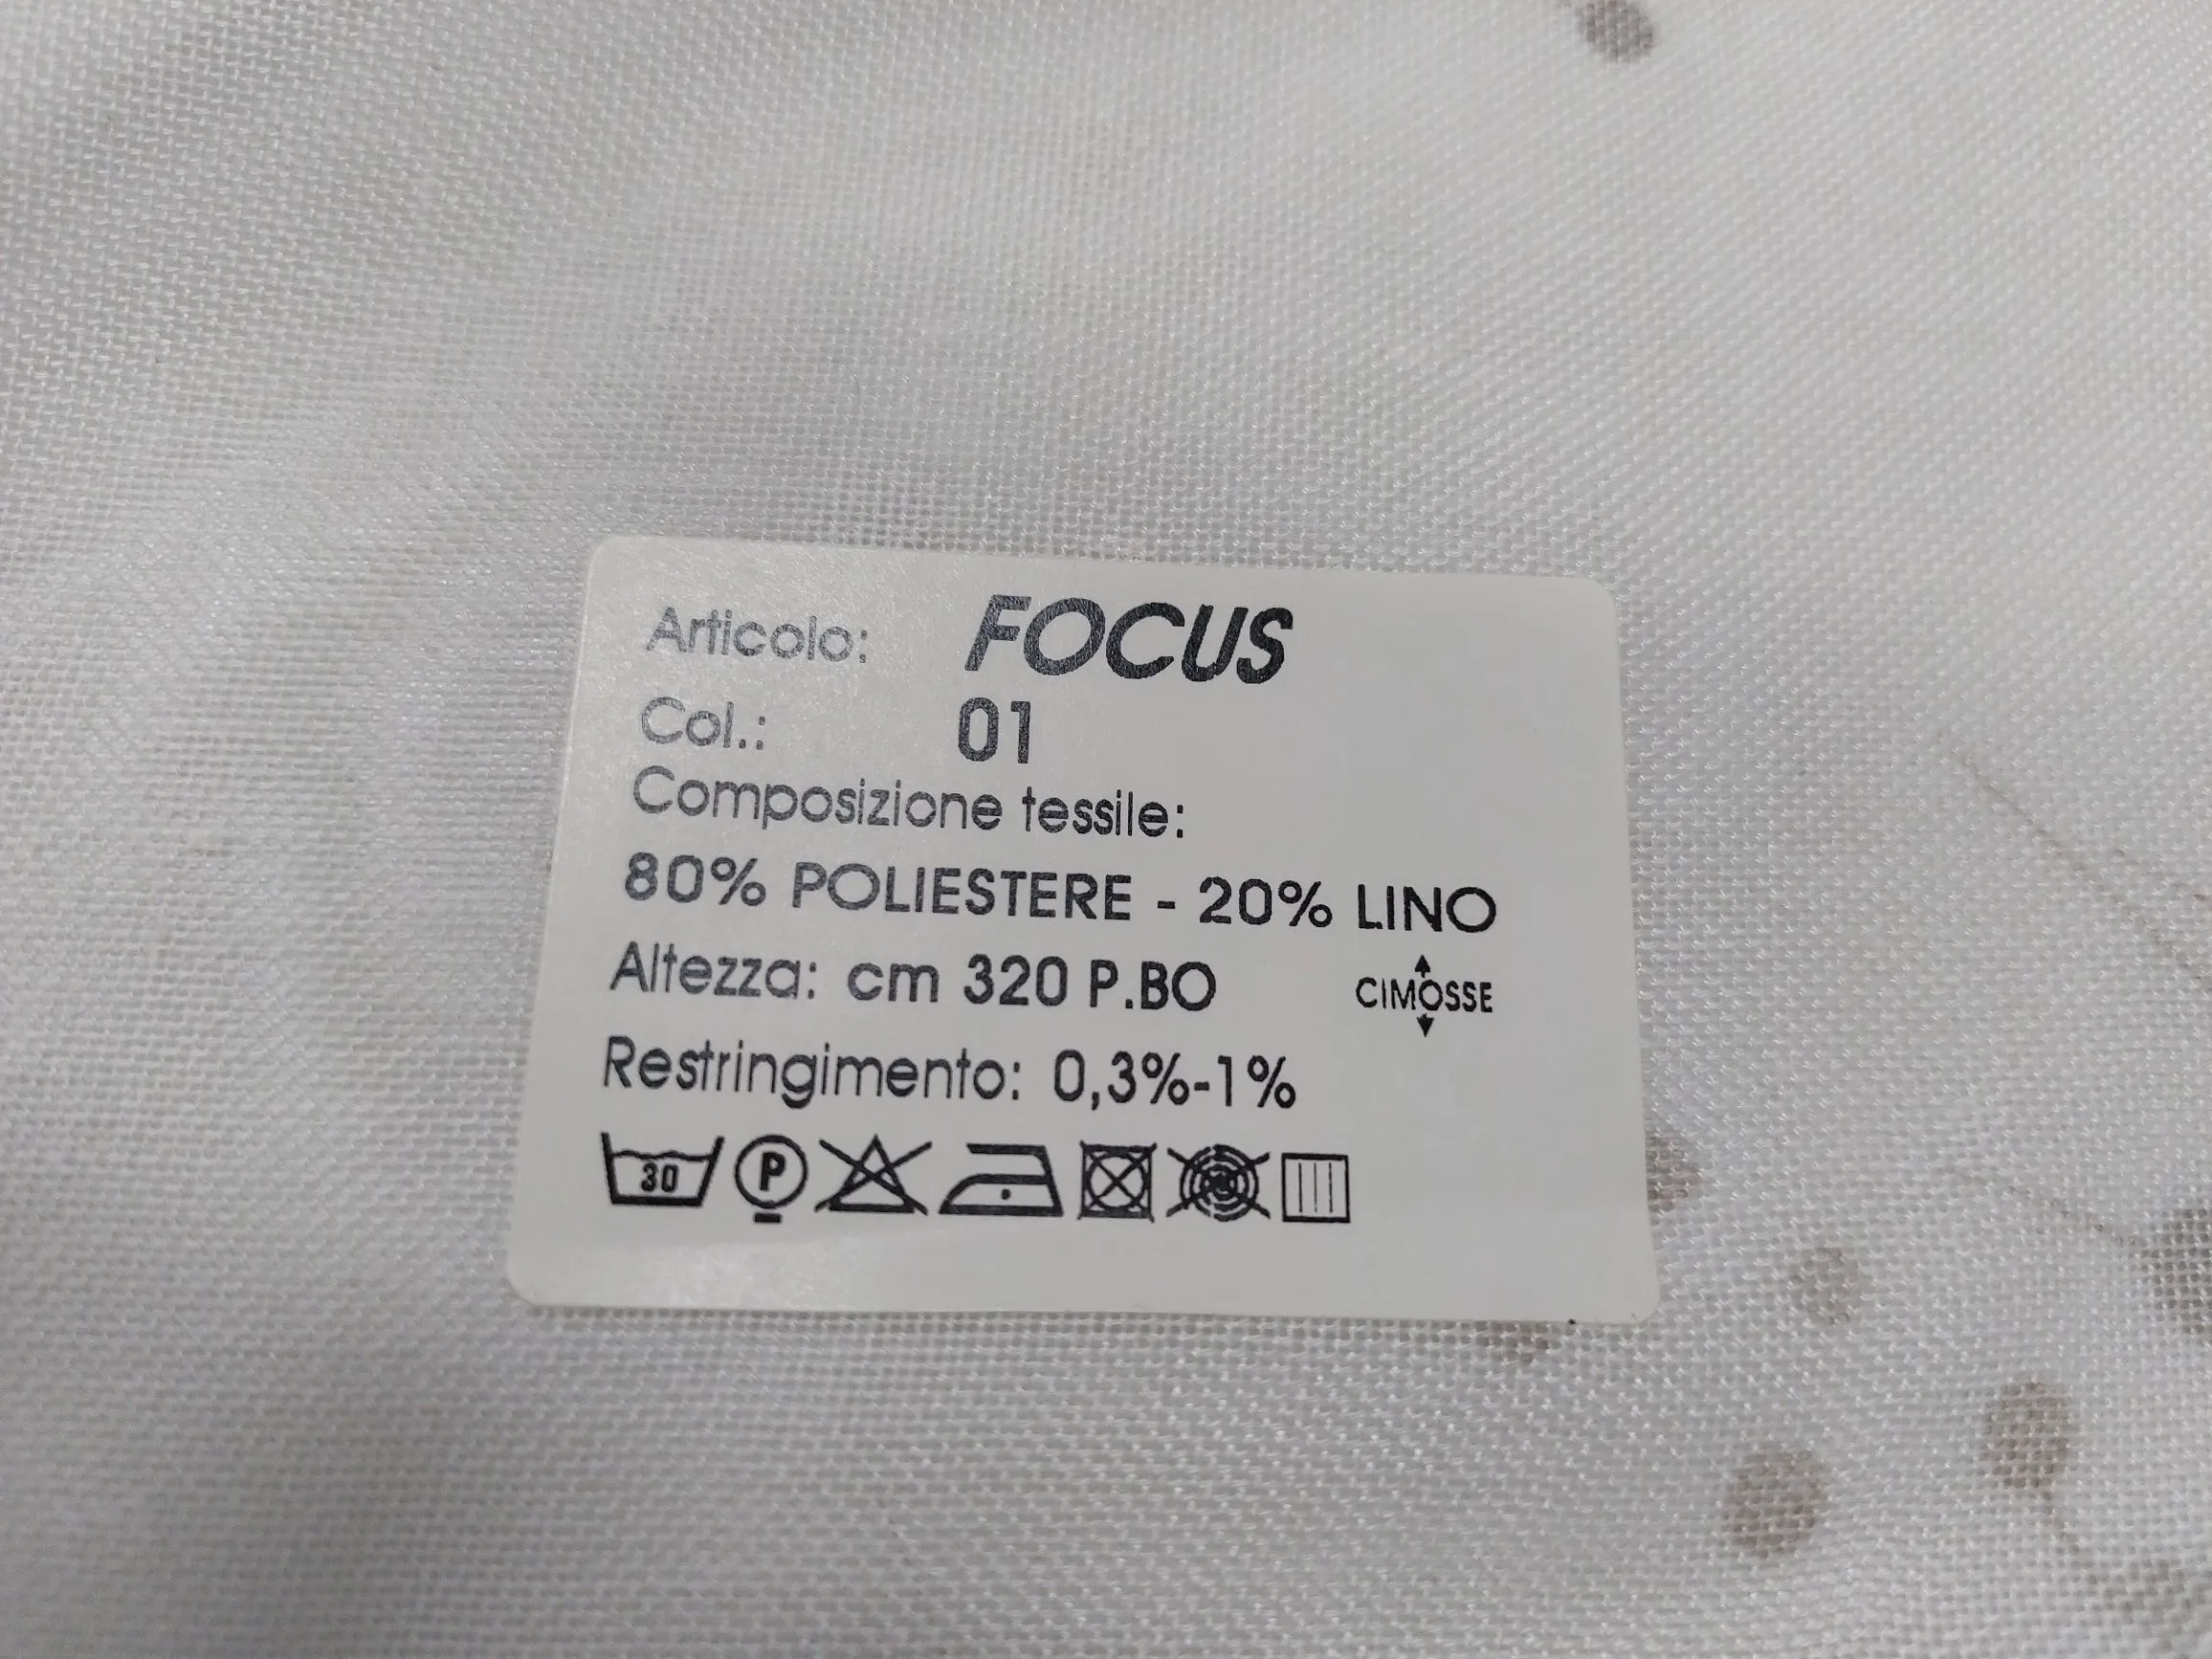 Articolo: FOCUS
Col.: 01
Composizione tessile:
80% POLIESTERE - 20% LINO
Altezza: cm 320 P.BO
CIMOSSE
Restringimento: 0,3%-1%
30 P